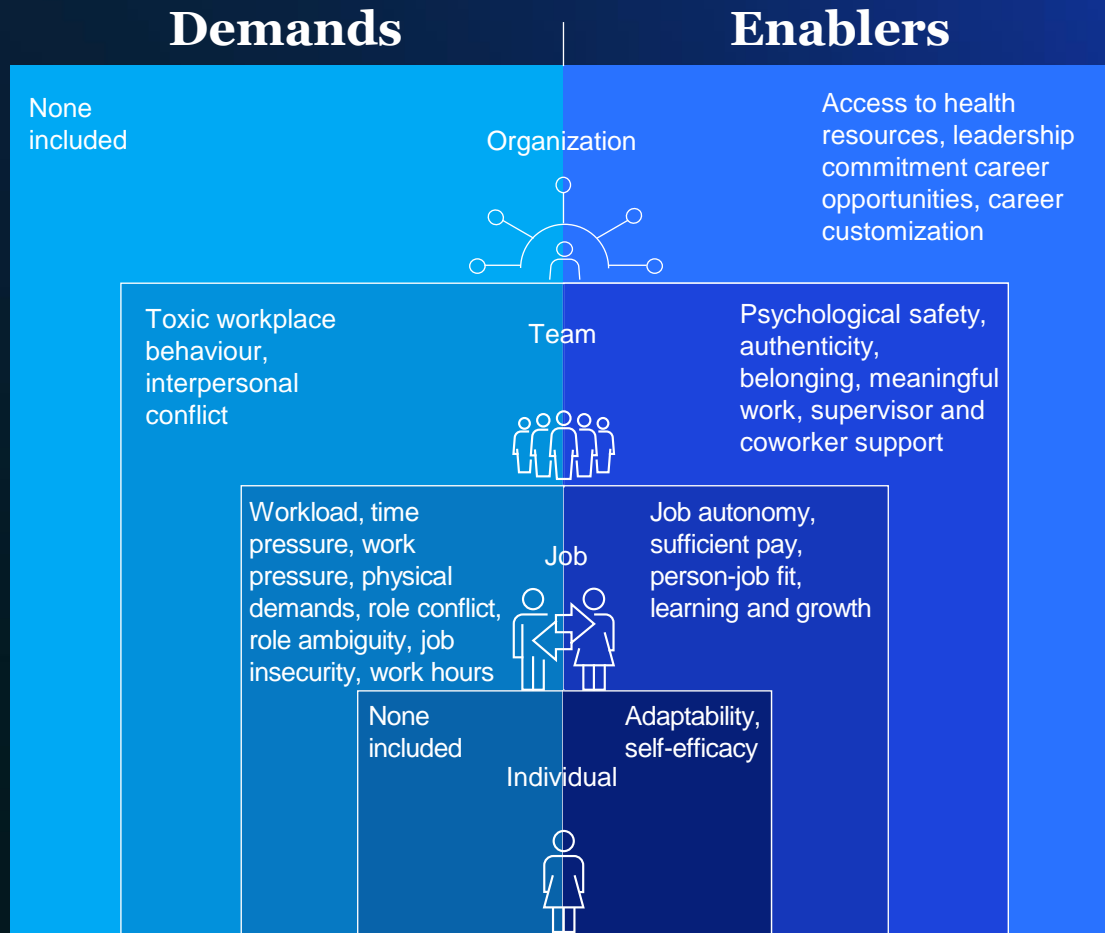 Demands
Enablers
None
included
Organization
Access to health
resources, leadership
commitment career
opportunities, career
customization
Toxic workplace
behaviour,
interpersonal
conflict
Team
Psychological safety,
authenticity,
belonging, meaningful
work, supervisor and
coworker support
Workload, time
pressure, work
pressure, physical
demands, role conflict,
role ambiguity, job
insecurity, work hours
Job
Job autonomy,
sufficient pay,
person-job fit,
learning and growth
None
included
Individual
Adaptability,
self-efficacy